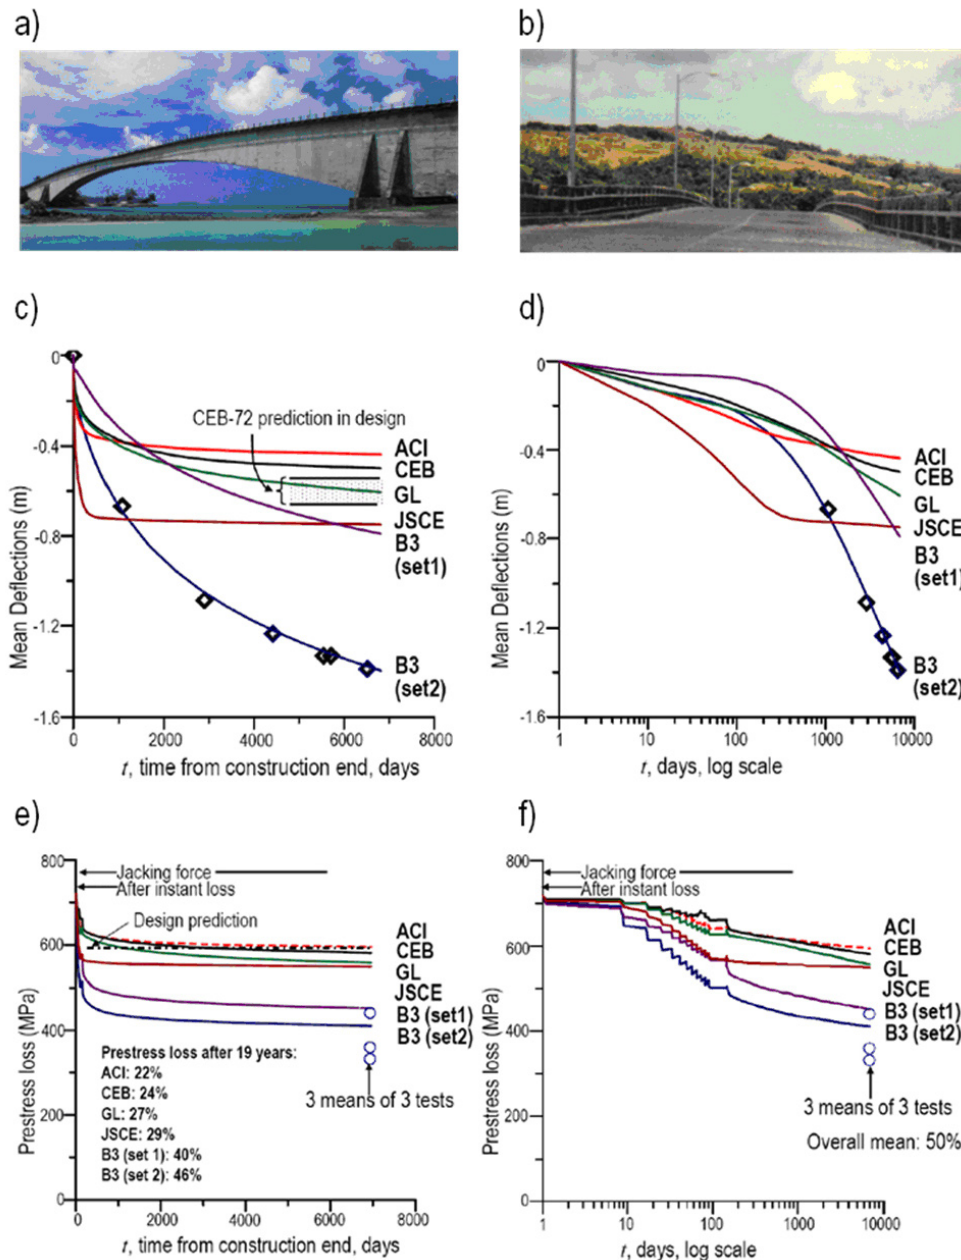 a)
b)
c)
0
-0.4
-0.8
-1.2
-1.6
Mean Deflections (m)
CEB-72 prediction in design
ACI
CEB
GL
JSCE
B3
(set1)
B3
(set2)
0
2000
4000
6000
8000
t, time from construction end, days
d)
0
-0.4
-0.8
-1.2
-1.6
Mean Deflections (m)
ACI
CEB
GL
JSCE
B3
(set1)
B3
(set2)
1
10
100
1000
10000
t, days, log scale
e)
800
600
400
200
0
Prestress loss (MPa)
Jacking force
After instant loss
Design prediction
ACI
CEB
GL
JSCE
B3 (set1)
B3 (set2)
Prestress loss after 19 years:
ACI: 22%
CEB: 24%
GL: 27%
JSCE: 29%
B3 (set 1): 40%
B3 (set 2): 46%
3 means of 3 tests
0
2000
4000
6000
8000
t, time from construction end, days
f)
800
600
400
200
0
Prestress loss (MPa)
Jacking force
After instant loss
ACI
CEB
GL
JSCE
B3 (set1)
B3 (set2)
3 means of 3 tests
Overall mean: 50%
1
10
100
1000
10000
t, days, log scale